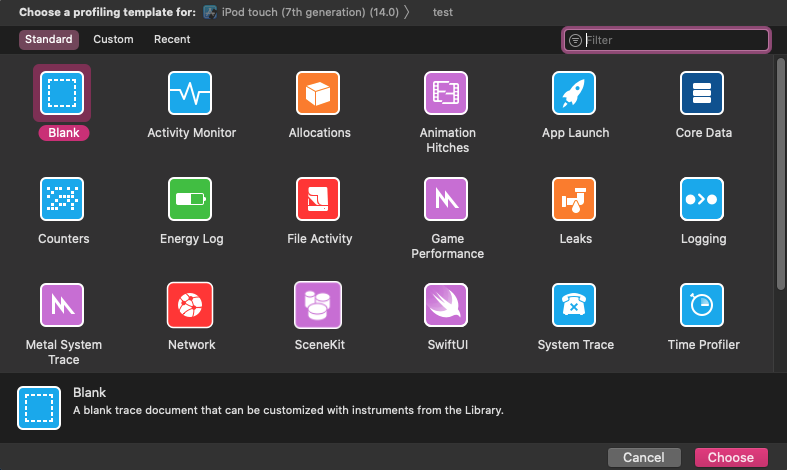 Choose a profiling template for: iPod touch (7th generation) (14.0) 〉 test
Standard Custom Recent Filter
Blank Activity Monitor Allocations Animation Hitches App Launch Core Data
Counters Energy Log File Activity Game Performance Leaks Logging
Metal System Trace Network SceneKit SwiftUI System Trace Time Profiler
Blank
A blank trace document that can be customized with instruments from the Library.
Cancel Choose